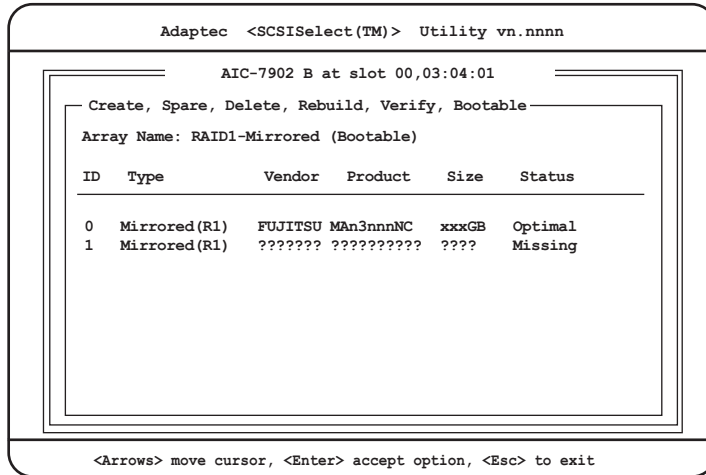 Adaptec <SCSISelect(TM)> Utility vn.nnnn
AIC-7902 B at slot 00,03:04:01
Create, Spare, Delete, Rebuild, Verify, Bootable
Array Name: RAID1-Mirrored (Bootable)
ID Type Vendor Product Size Status
0 Mirrored(R1) FUJITSU MAn3nnnNC xxxGB Optimal
1 Mirrored(R1) ??????? ?????????? ???? Missing
<Arrows> move cursor, <Enter> accept option, <Esc> to exit